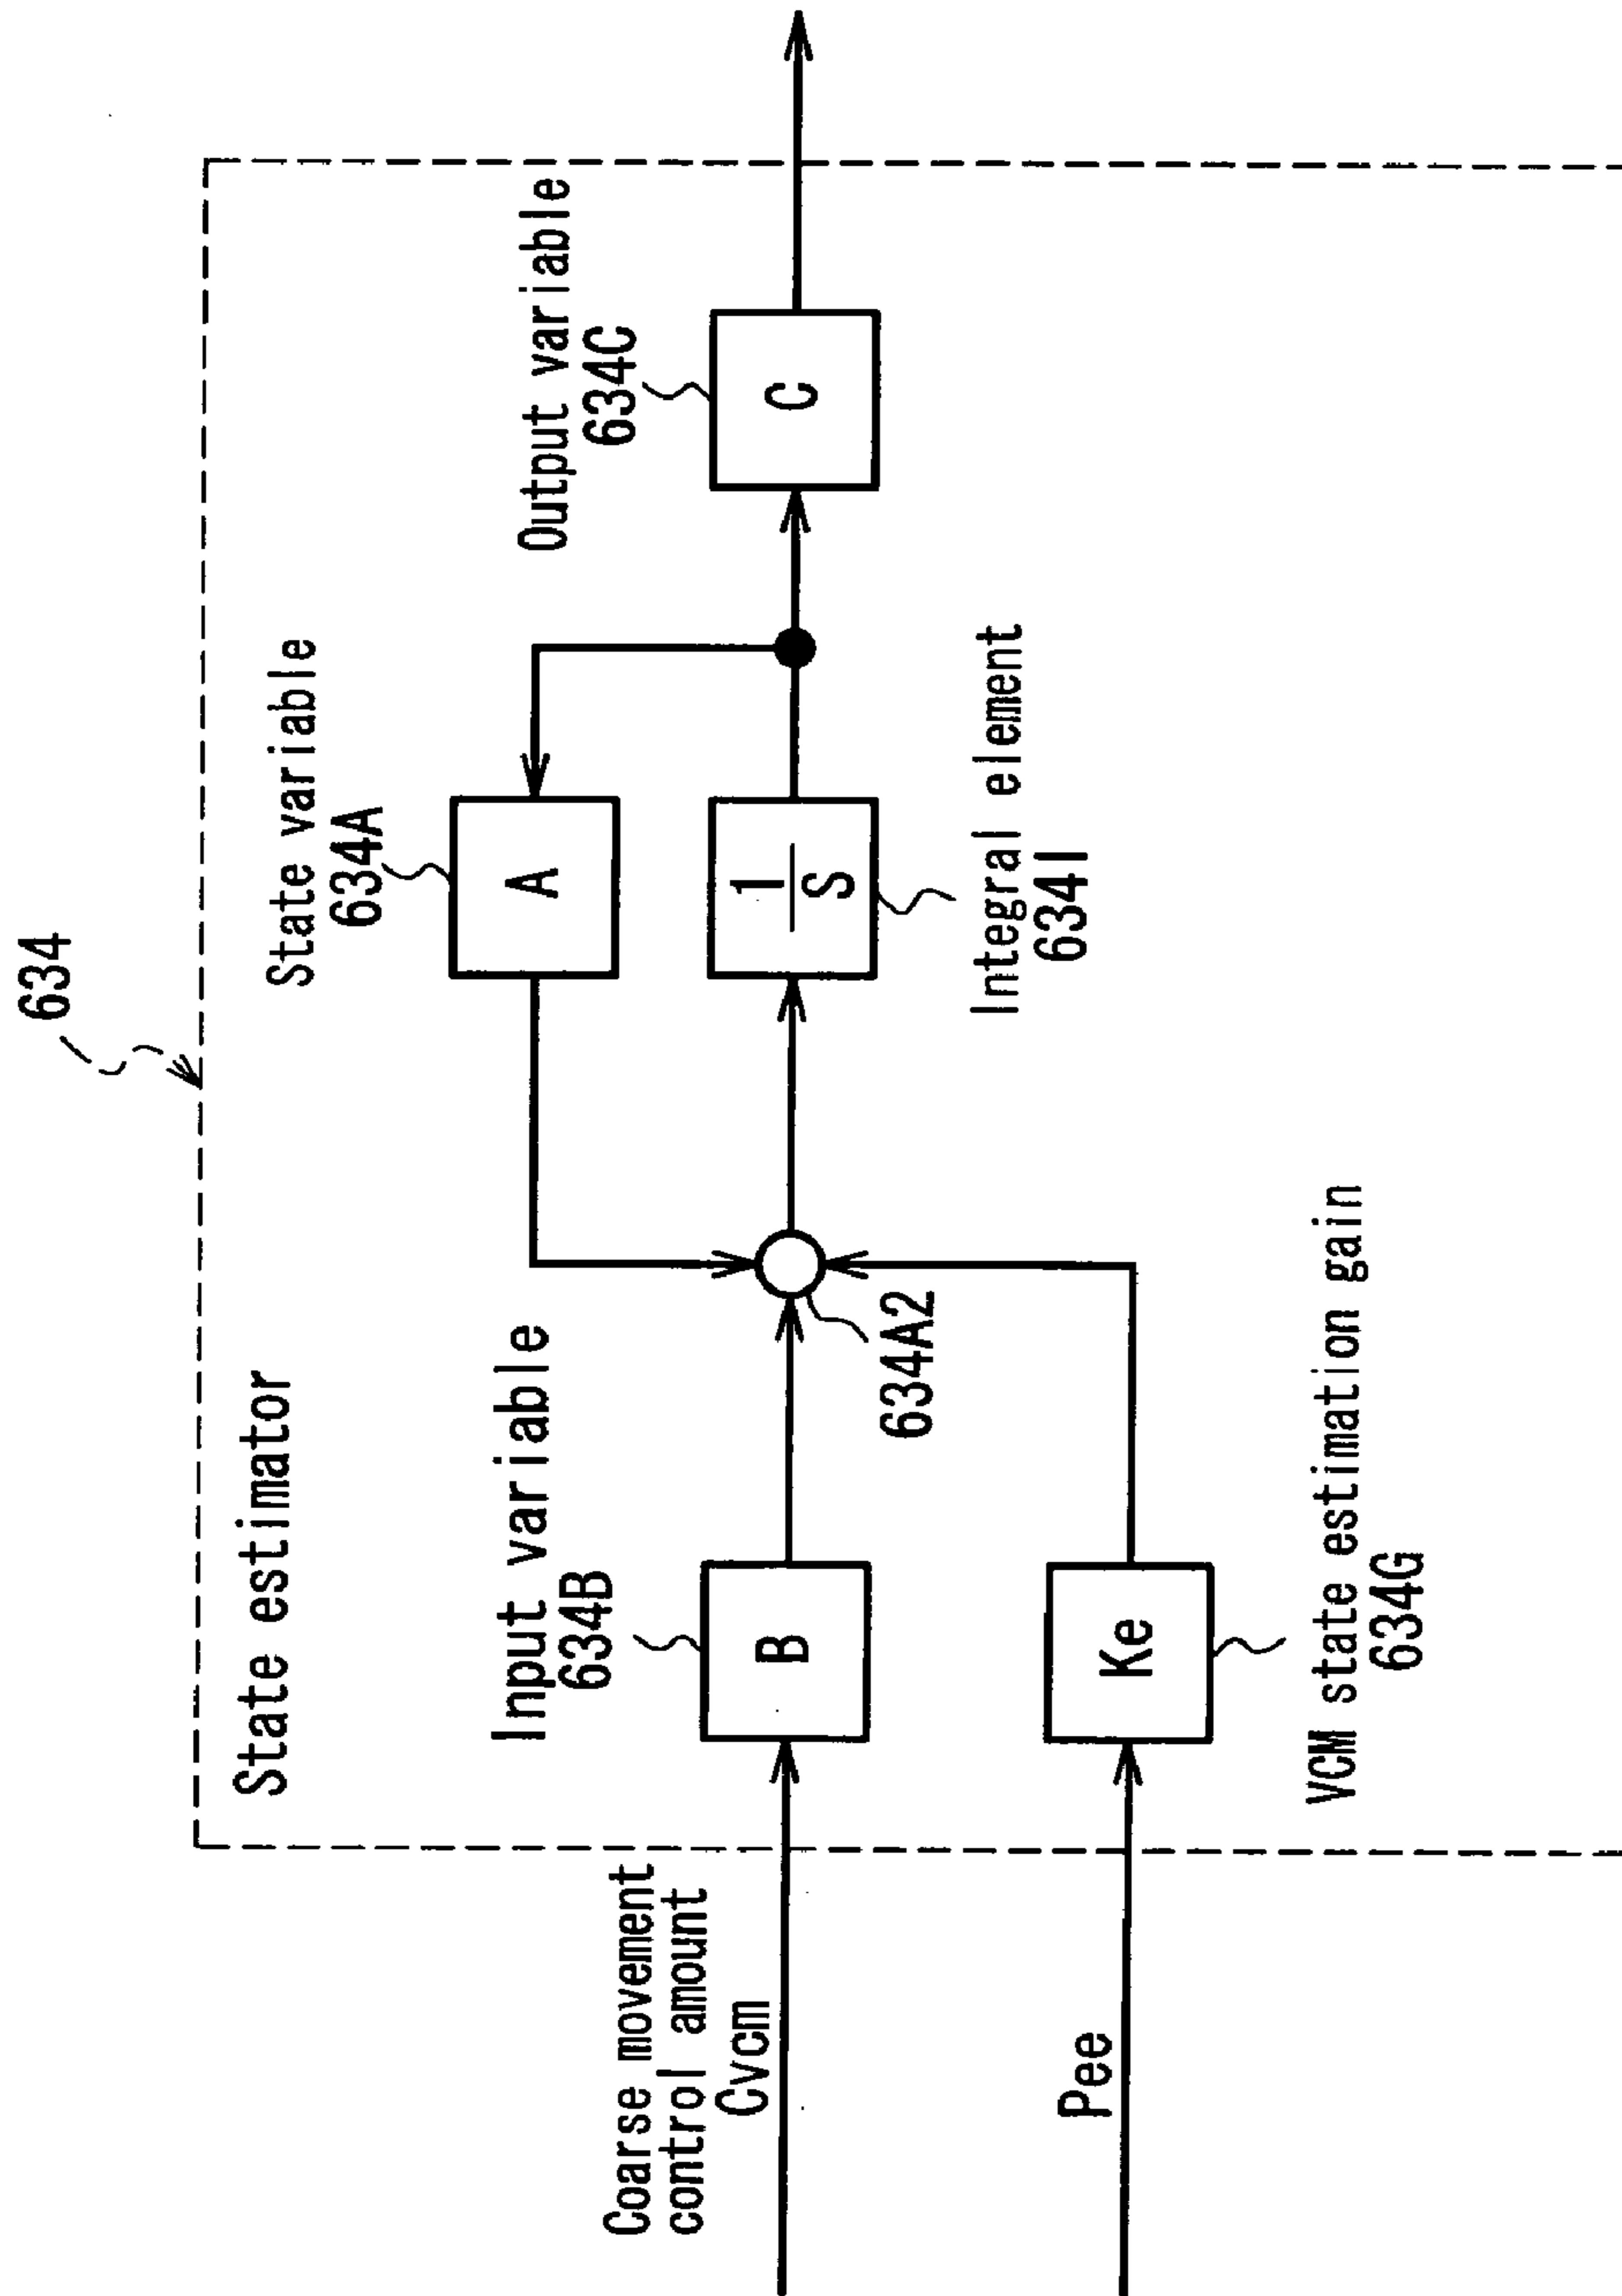 634
State estimator
State variable
634A
A
Input variable
634B
B
Output variable
634C
C
1
S
Integral element
634I
634A2
Coarse movement
control amount
Cvcm
Pee
Ke
VCM state estimation gain
634G